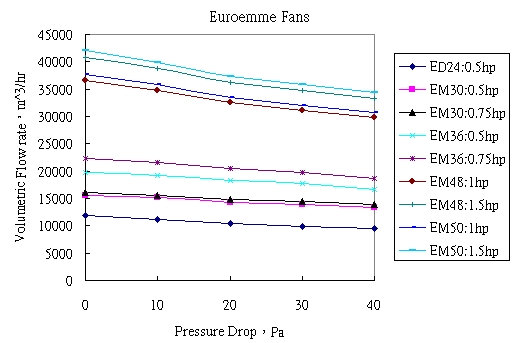 Euroemme Fans
Volumetric Flow rate，m^3/hr
45000
40000
35000
30000
25000
20000
15000
10000
5000
0
0 10 20 30 40
Pressure Drop，Pa
ED24:0.5hp
EM30:0.5hp
EM30:0.75hp
EM36:0.5hp
EM36:0.75hp
EM48:1hp
EM48:1.5hp
EM50:1hp
EM50:1.5hp